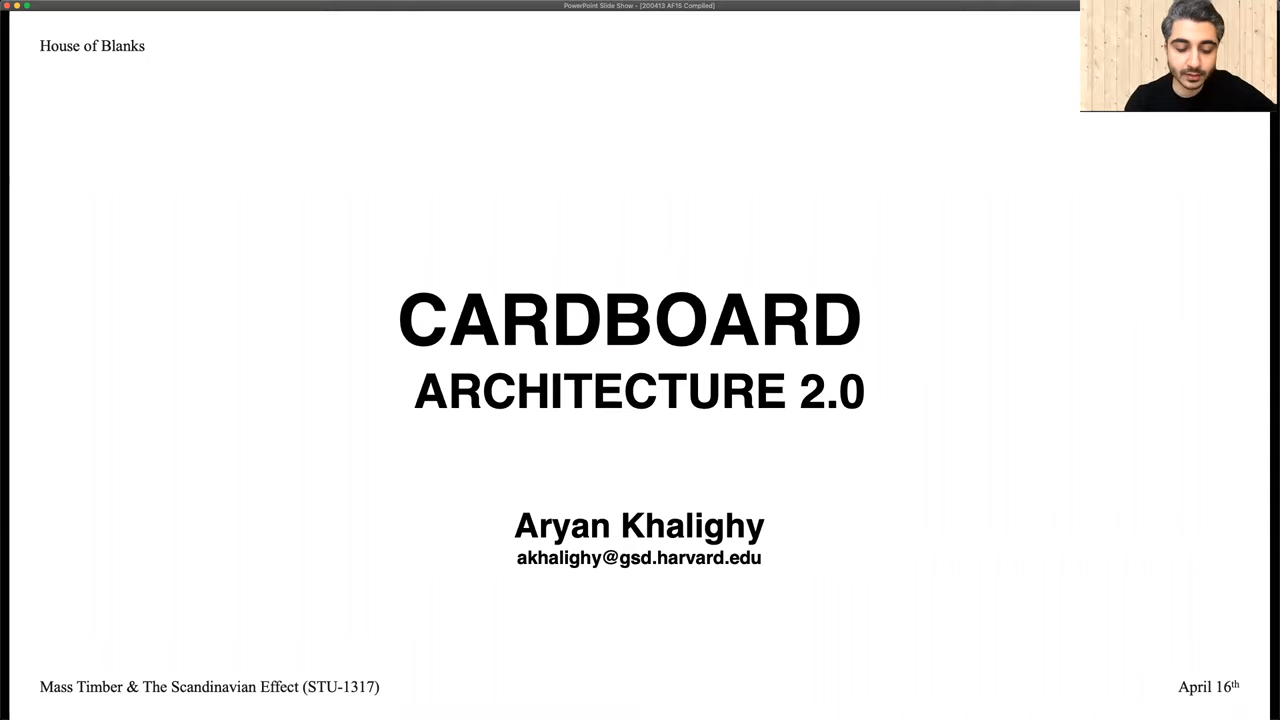 PowerPoint Slide Show - [200413 AF1S Compiled]
House of Blanks
CARDBOARD
ARCHITECTURE 2.0
Aryan Khalighy
akhalighy@gsd.harvard.edu
Mass Timber & The Scandinavian Effect (STU-1317)
April 16th